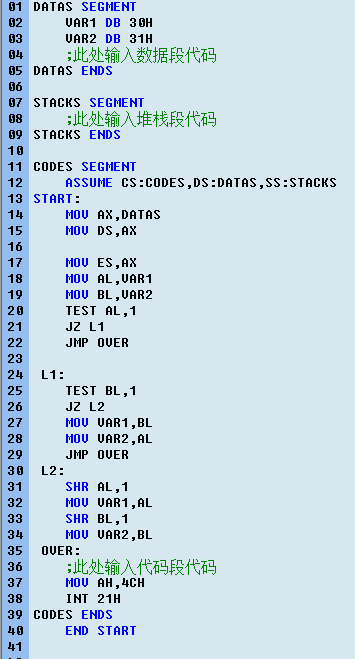 01 DATAS SEGMENT
02 VAR1 DB 30H
03 VAR2 DB 31H
04 ;此处输入数据段代码
05 DATAS ENDS
06
07 STACKS SEGMENT
08 ;此处输入堆栈段代码
09 STACKS ENDS
10
11 CODES SEGMENT
12 ASSUME CS:CODES,DS:DATAS,SS:STACKS
13 START:
14 MOV AX,DATAS
15 MOV DS,AX
16
17 MOV ES,AX
18 MOV AL,VAR1
19 MOV BL,VAR2
20 TEST AL,1
21 JZ L1
22 JMP OVER
23
24 L1:
25 TEST BL,1
26 JZ L2
27 MOV VAR1,BL
28 MOV VAR2,AL
29 JMP OVER
30 L2:
31 SHR AL,1
32 MOV VAR1,AL
33 SHR BL,1
34 MOV VAR2,BL
35 OVER:
36 ;此处输入代码段代码
37 MOV AH,4CH
38 INT 21H
39 CODES ENDS
40 END START
41